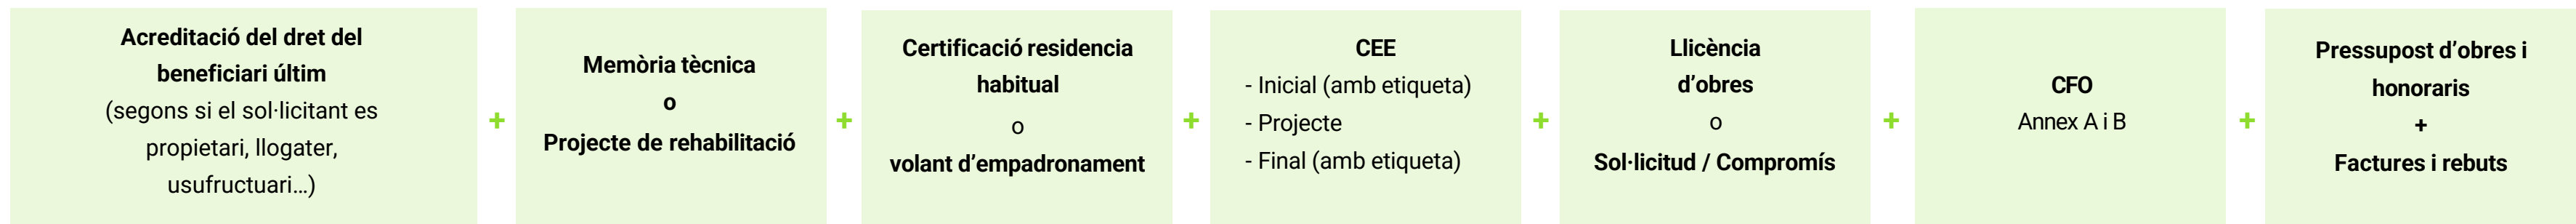 Acreditació del dret del
beneficiari últim
(segons si el sol·licitant es
propietari, llogater,
usufructuari...)
+
Memòria tècnica
o
Projecte de rehabilitació
+
Certificació residencia
habitual
o
volant d’empadronament
+
CEE
- Inicial (amb etiqueta)
- Projecte
- Final (amb etiqueta)
+
Llicència
d’obres
o
Sol·licitud / Compromís
+
CFO
Annex A i B
+
Pressupost d’obres i
honoraris
+
Factures i rebuts